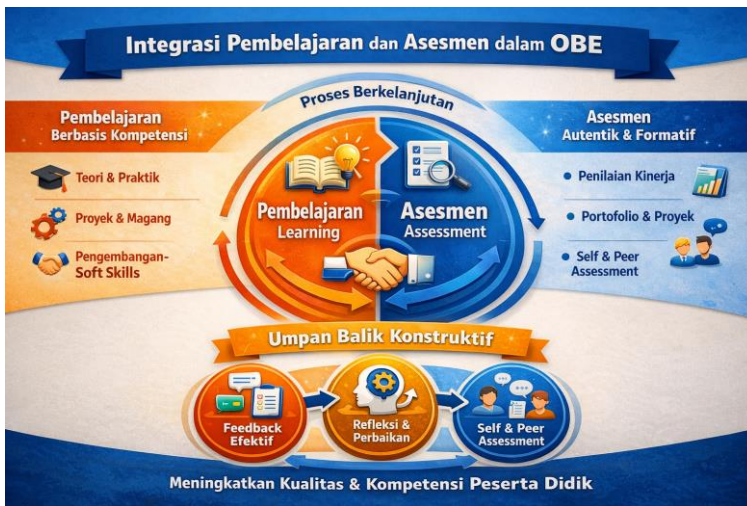 Integrasi Pembelajaran dan Asesmen dalam OBE
Proses Berkelanjutan
Pembelajaran
Berbasis Kompetensi
Teori & Praktik
Proyek & Magang
Pengembangan-
Soft Skills
Pembelajaran
Learning
Asesmen
Assessment
Asesmen
Autentik & Formatif
• Penilaian Kinerja
• Portofolio & Proyek
• Self & Peer
Assessment
Umpan Balik Konstruktif
Feedback
Efektif
Refleksi &
Perbaikan
Self & Peer
Assessment
Meningkatkan Kualitas & Kompetensi Peserta Didik